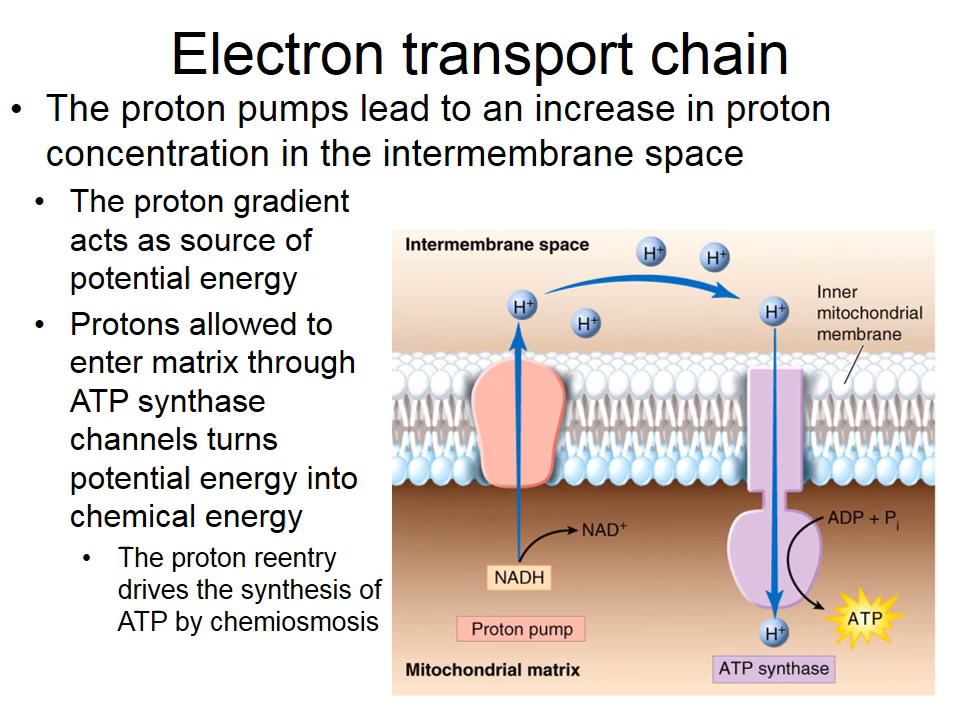 Electron transport chain
• The proton pumps lead to an increase in proton
concentration in the intermembrane space
• The proton gradient
acts as source of
potential energy
• Protons allowed to
enter matrix through
ATP synthase
channels turns
potential energy into
chemical energy
• The proton reentry
drives the synthesis of
ATP by chemiosmosis
Intermembrane space
H⁺
H⁺
H⁺
H⁺
H⁺
Inner
mitochondrial
membrane
NAD⁺
NADH
Proton pump
Mitochondrial matrix
ADP + Pᵢ
ATP
H⁺
ATP synthase